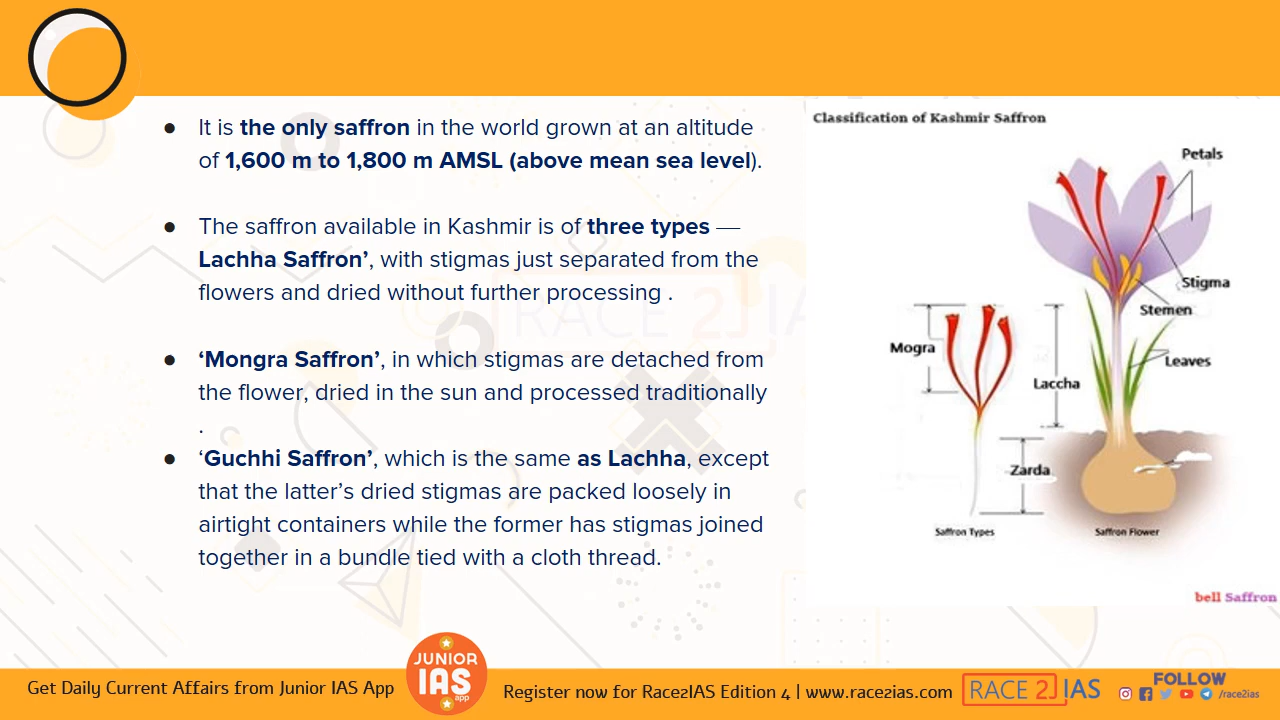 ● It is the only saffron in the world grown at an altitude
of 1,600 m to 1,800 m AMSL (above mean sea level).
● The saffron available in Kashmir is of three types —
Lachha Saffron’, with stigmas just separated from the
flowers and dried without further processing .
● ‘Mongra Saffron’, in which stigmas are detached from
the flower, dried in the sun and processed traditionally
.
● ‘Guchhi Saffron’, which is the same as Lachha, except
that the latter’s dried stigmas are packed loosely in
airtight containers while the former has stigmas joined
together in a bundle tied with a cloth thread.
RACE 2 IA
Classification of Kashmir Saffron
Petals
Stigma
Stemen
Mogra
Leaves
Laccha
Zarda
Saffron Types
Saffron Flower
bell Saffron
Get Daily Current Affairs from Junior IAS App
JUNIOR
IAS
app
Register now for Race2IAS Edition 4 | www.race2ias.com
RACE 2 IAS
FOLLOW
/race2ias